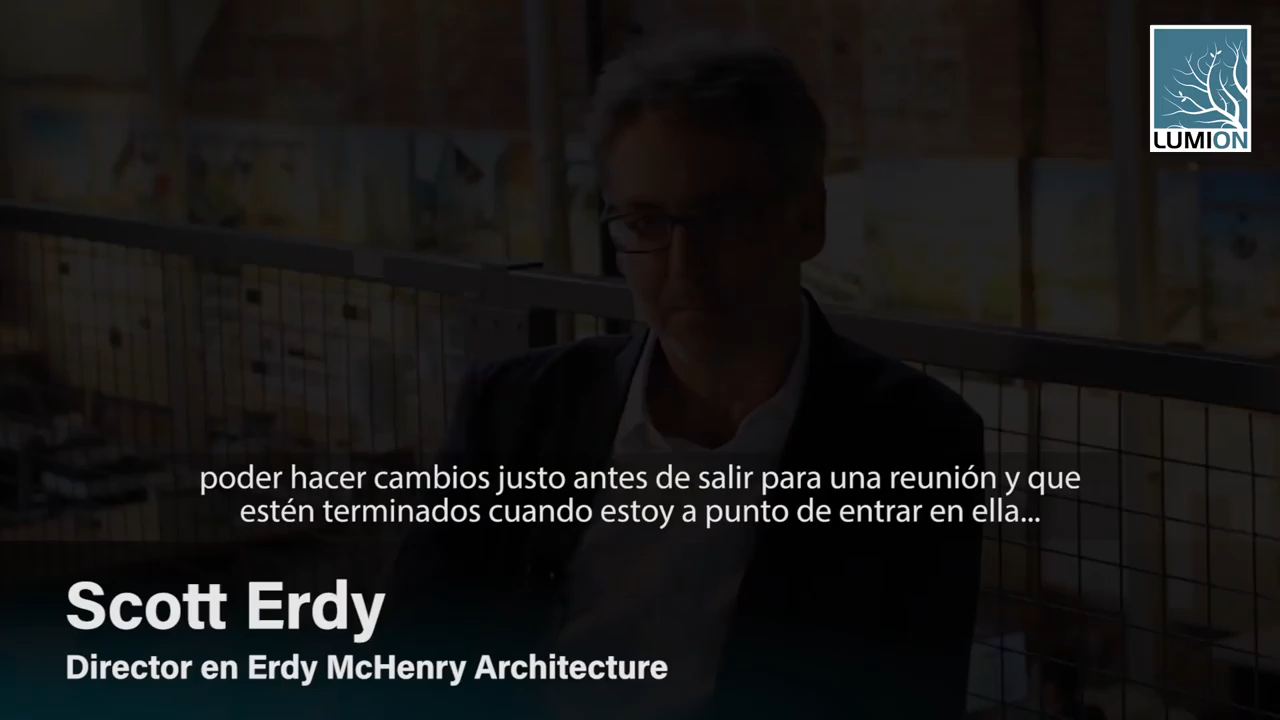 LUMION
poder hacer cambios justo antes de salir para una reunión y que
estén terminados cuando estoy a punto de entrar en ella...
Scott Erdy
Director en Erdy McHenry Architecture